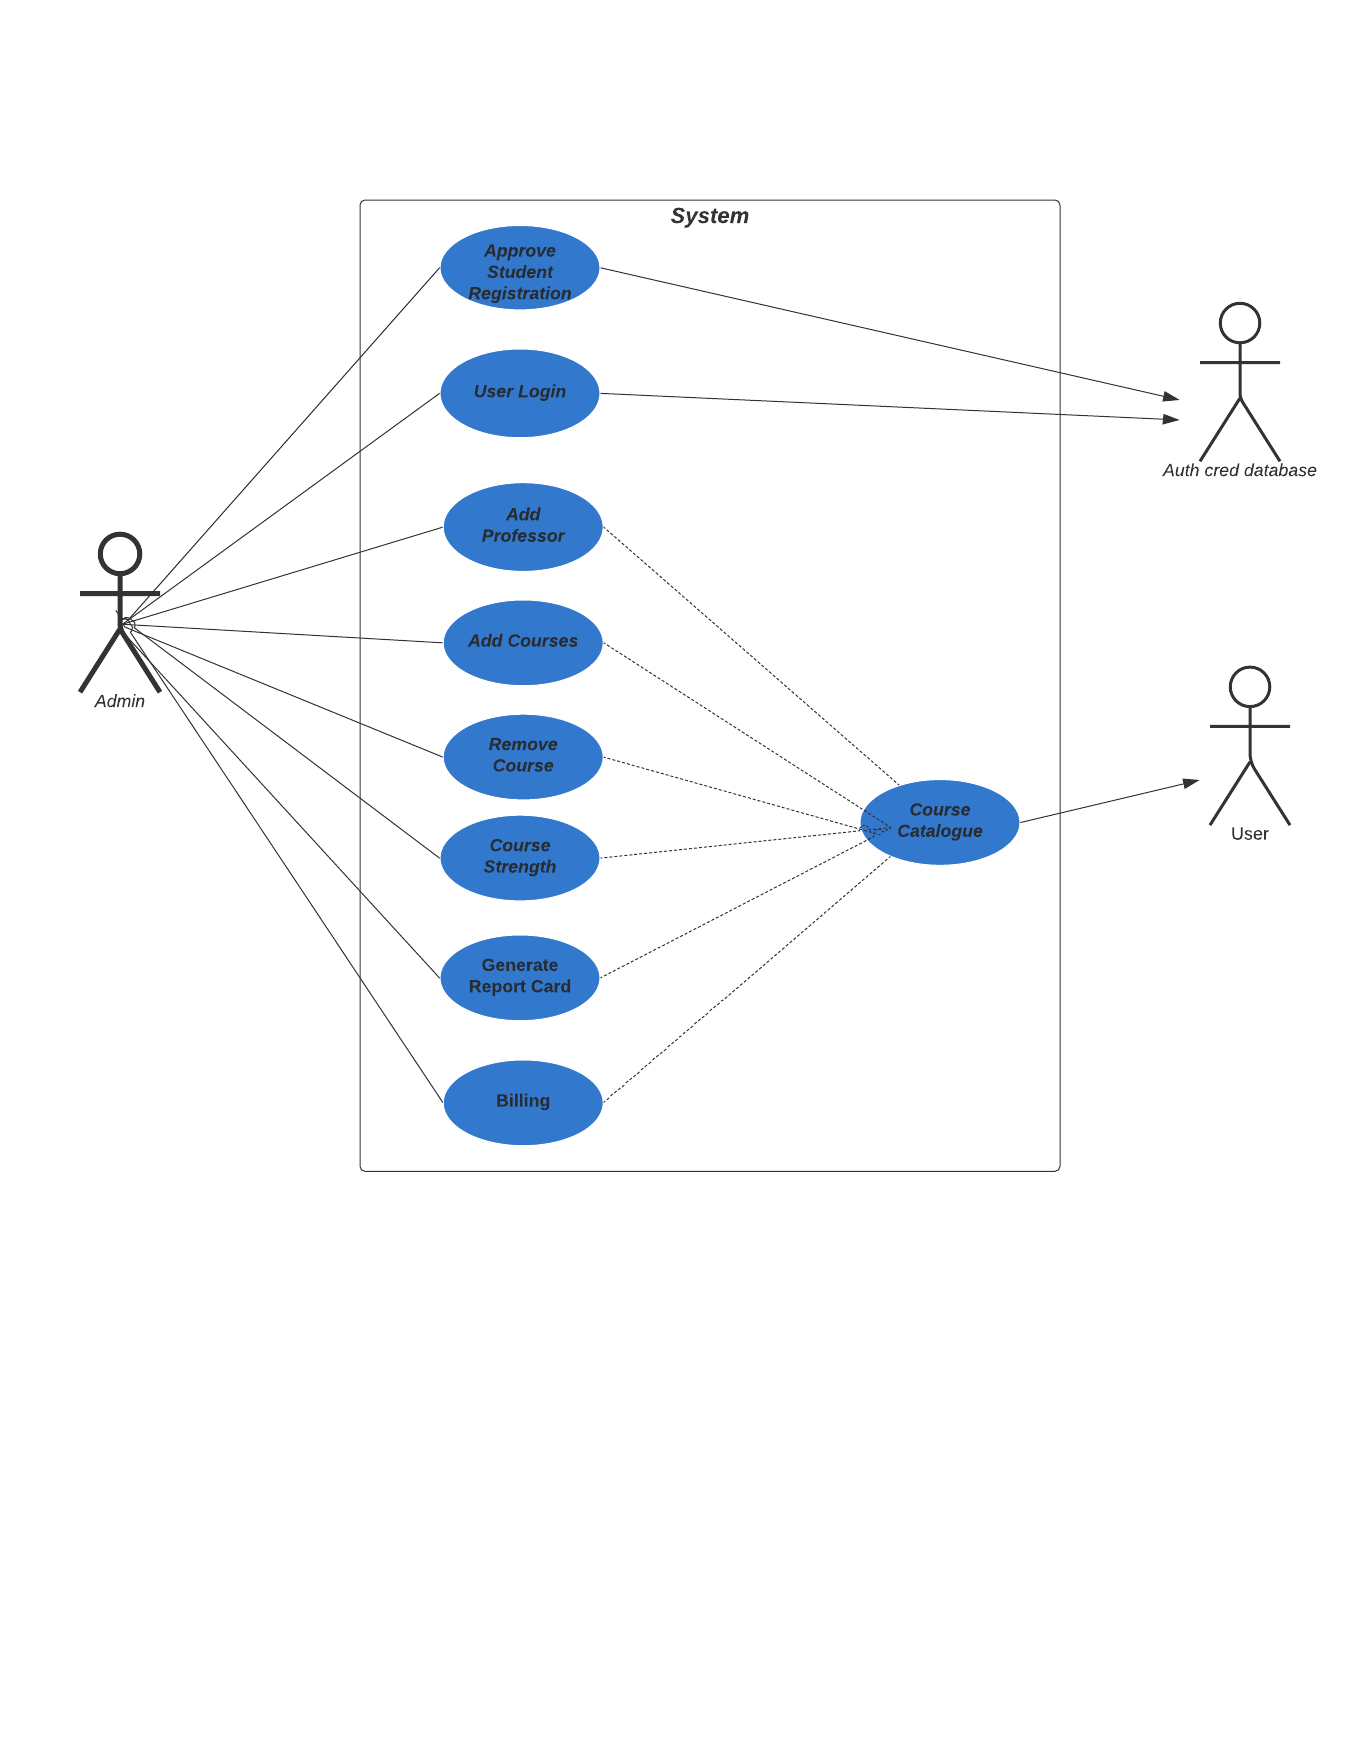 System
Approve
Student
Registration
User Login
Auth cred database
Add
Professor
Add Courses
Admin
Remove
Course
Course
Catalogue
User
Course
Strength
Generate
Report Card
Billing